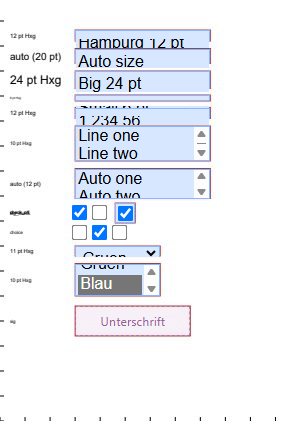 12 pt Hxg
Hamburg 12 pt
auto (20 pt)
Auto size
24 pt Hxg
Big 24 pt
12 pt Hxg
1 234,56
10 pt Hxg
Line one
Line two
auto (12 pt)
Auto one
Auto two
choice
11 pt Hxg
Gruen
10 pt Hxg
Gruen
Blau
sig
Unterschrift